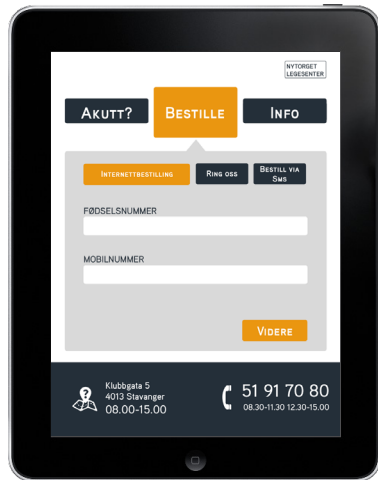 NYTORGET
LEGESENTER
AKUTT?
BESTILLE
INFO
INTERNETTBESTILLING
RING OSS
BESTILL VIA
SMS
FØDSELSNUMMER
MOBILNUMMER
VIDERE
?
Klubbgata 5
4013 Stavanger
08.00-15.00
51 91 70 80
08.30-11.30 12.30-15.00